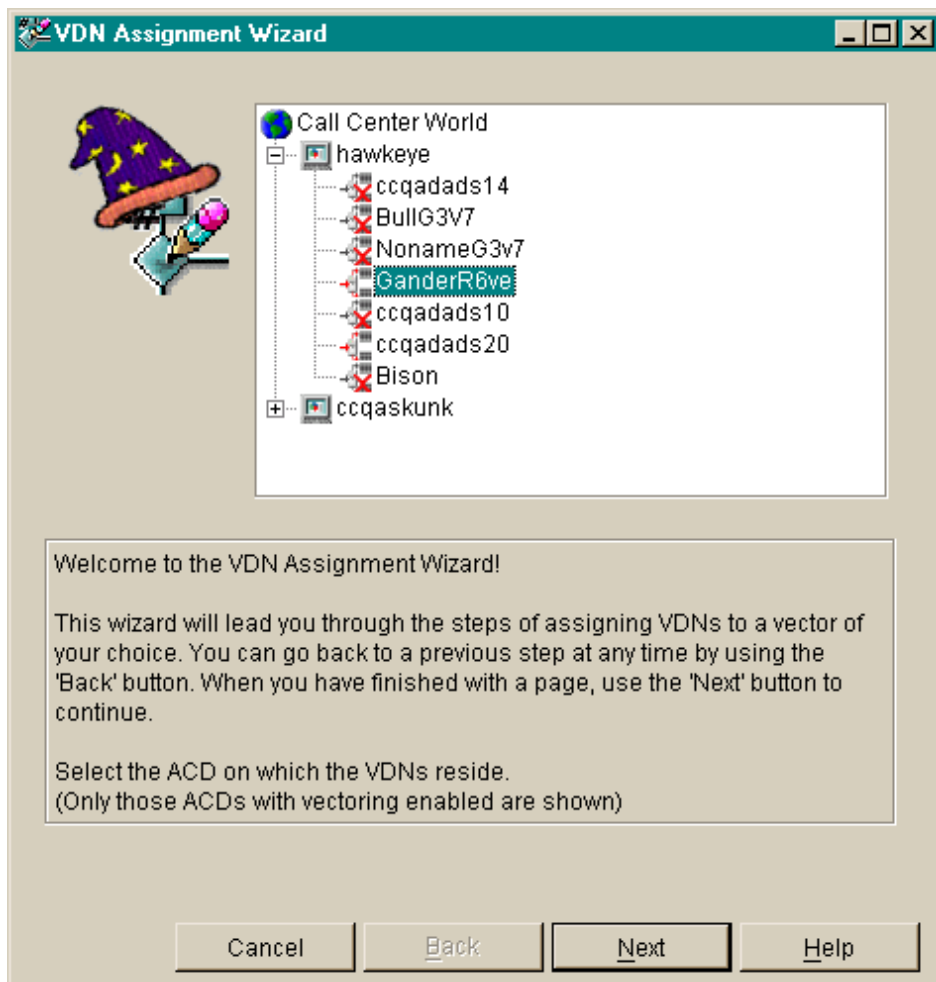 VDN Assignment Wizard
Call Center World
hawkeye
ccqadads14
BullG3V7
NonameG3v7
GanderR6ve
ccqadads10
ccqadads20
Bison
ccqaskunk
Welcome to the VDN Assignment Wizard!
This wizard will lead you through the steps of assigning VDNs to a vector of
your choice. You can go back to a previous step at any time by using the
'Back' button. When you have finished with a page, use the 'Next' button to
continue.
Select the ACD on which the VDNs reside.
(Only those ACDs with vectoring enabled are shown)
Cancel Back Next Help